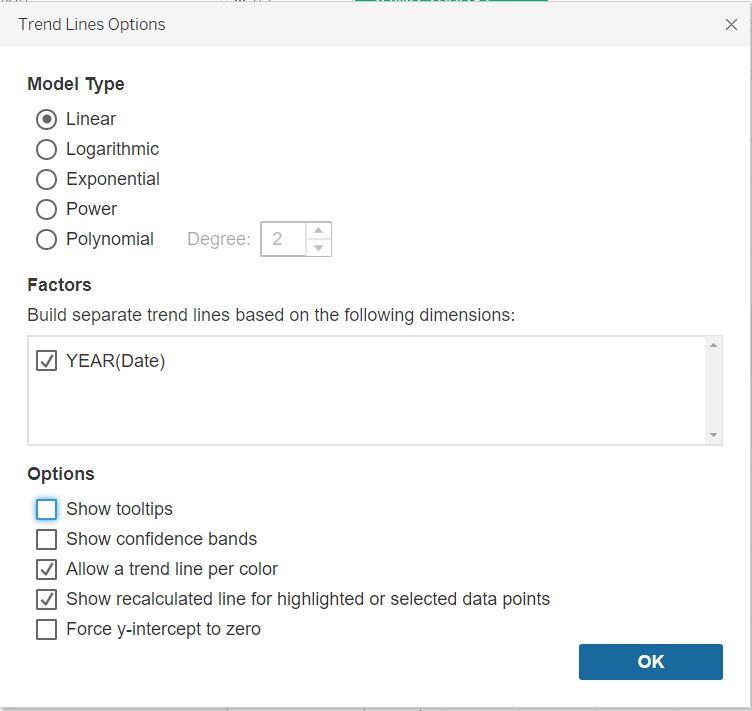 Trend Lines Options
Model Type
Linear
Logarithmic
Exponential
Power
Polynomial Degree: 2
Factors
Build separate trend lines based on the following dimensions:
YEAR(Date)
Options
Show tooltips
Show confidence bands
Allow a trend line per color
Show recalculated line for highlighted or selected data points
Force y-intercept to zero
OK